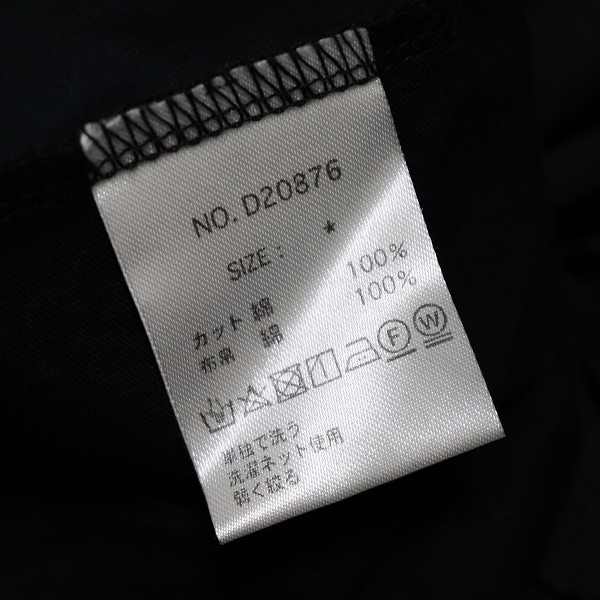 NO. D20876
SIZE : ★
カット 綿 100%
布帛 綿 100%
F W
単独で洗う
洗濯ネット使用
弱く絞る